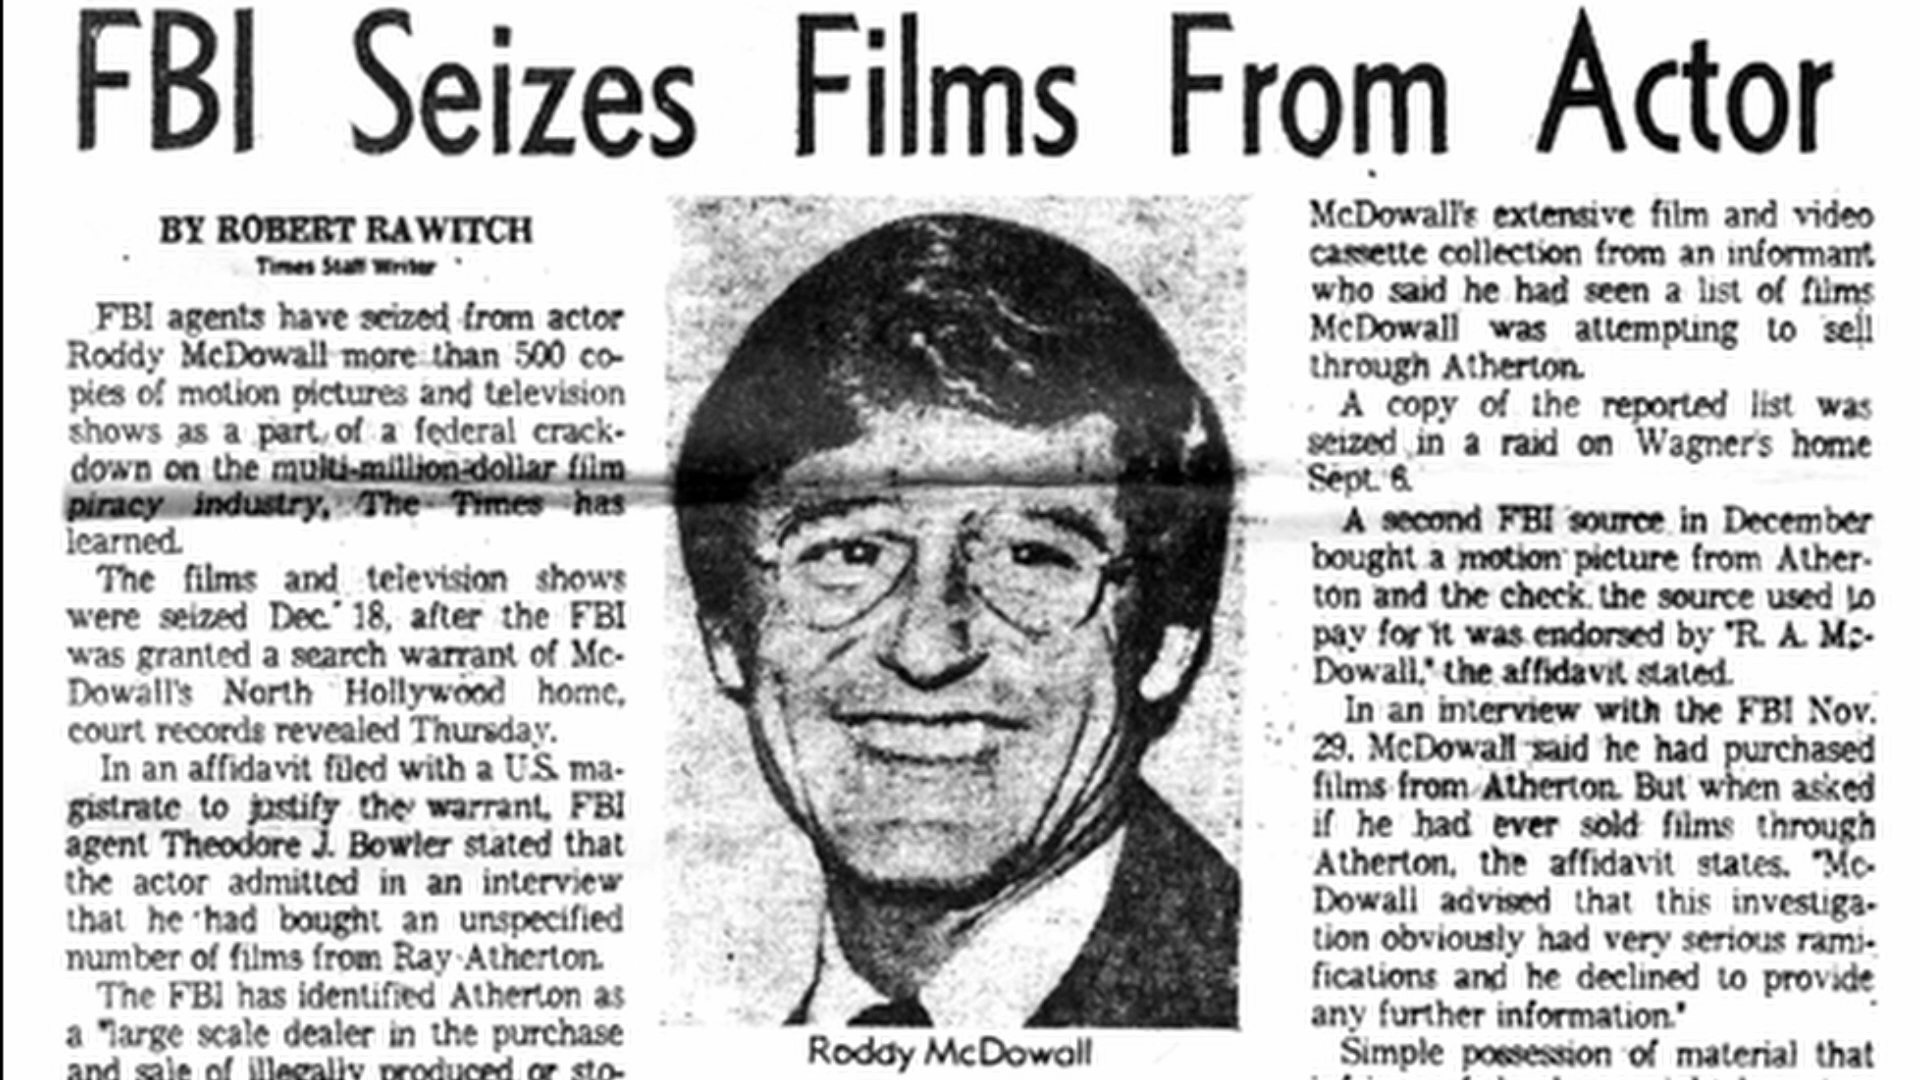 FBI Seizes Films From Actor
BY ROBERT RAWITCH
Times Staff Writer
FBI agents have seized from actor
Roddy McDowall more than 500 co-
pies of motion pictures and television
shows as a part of a federal crack-
down on the multi-million-dollar film
piracy industry, The Times has
learned.
The films and television shows
were seized Dec. 18, after the FBI
was granted a search warrant of Mc-
Dowall's North Hollywood home,
court records revealed Thursday.
In an affidavit filed with a U.S. ma-
gistrate to justify the warrant, FBI
agent Theodore J. Bowler stated that
the actor admitted in an interview
that he had bought an unspecified
number of films from Ray Atherton.
The FBI has identified Atherton as
a "large scale dealer in the purchase
and sale of illegally produced or sto-
Roddy McDowall
McDowall's extensive film and video
cassette collection from an informant
who said he had seen a list of films
McDowall was attempting to sell
through Atherton.
A copy of the reported list was
seized in a raid on Wagner's home
Sept. 6.
A second FBI source in December
bought a motion picture from Ather-
ton and the check the source used to
pay for it was endorsed by "R. A. Mc-
Dowall," the affidavit stated.
In an interview with the FBI Nov.
29, McDowall said he had purchased
films from Atherton. But when asked
if he had ever sold films through
Atherton, the affidavit states, "Mc-
Dowall advised that this investiga-
tion obviously had very serious rami-
fications and he declined to provide
any further information."
Simple possession of material that